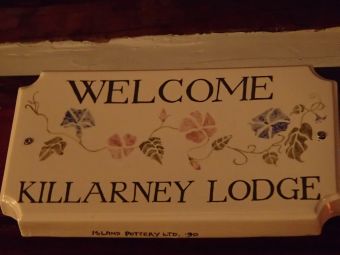 WELCOME
KILLARNEY LODGE
ISLAND POTTERY LTD. '90